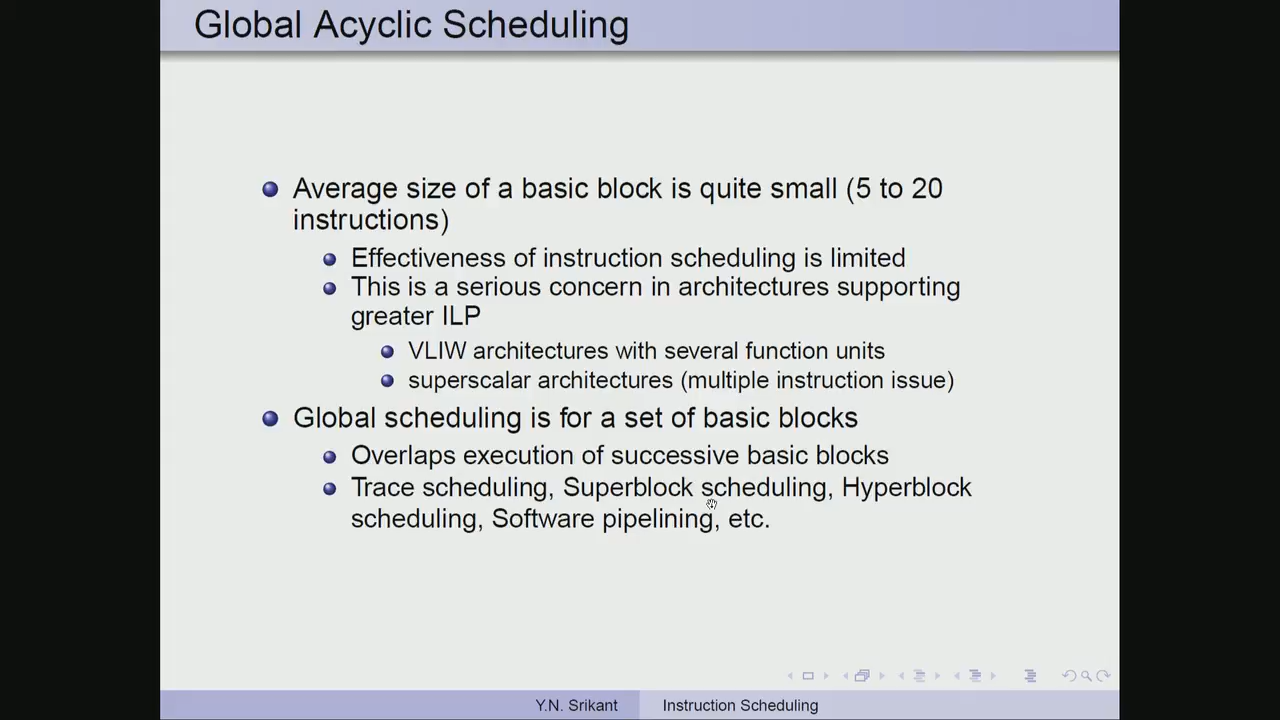 Global Acyclic Scheduling
Average size of a basic block is quite small (5 to 20
instructions)
Effectiveness of instruction scheduling is limited
This is a serious concern in architectures supporting
greater ILP
VLIW architectures with several function units
superscalar architectures (multiple instruction issue)
Global scheduling is for a set of basic blocks
Overlaps execution of successive basic blocks
Trace scheduling, Superblock scheduling, Hyperblock
scheduling, Software pipelining, etc.
Y.N. Srikant
Instruction Scheduling